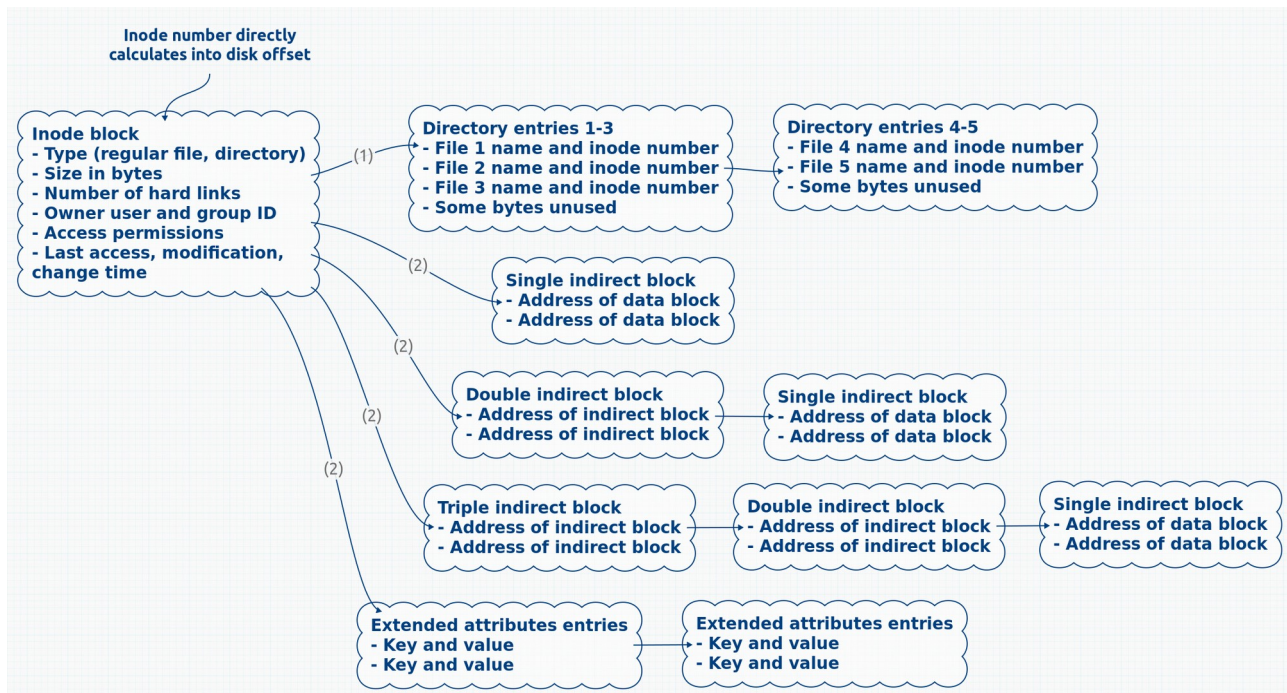 Inode number directly
calculates into disk offset
Inode block
- Type (regular file, directory)
- Size in bytes
- Number of hard links
- Owner user and group ID
- Access permissions
- Last access, modification,
change time
(1)
Directory entries 1-3
- File 1 name and inode number
- File 2 name and inode number
- File 3 name and inode number
- Some bytes unused
Directory entries 4-5
- File 4 name and inode number
- File 5 name and inode number
- Some bytes unused
(2)
Single indirect block
- Address of data block
- Address of data block
(2)
Double indirect block
- Address of indirect block
- Address of indirect block
Single indirect block
- Address of data block
- Address of data block
(2)
Triple indirect block
- Address of indirect block
- Address of indirect block
Double indirect block
- Address of indirect block
- Address of indirect block
Single indirect block
- Address of data block
- Address of data block
(2)
Extended attributes entries
- Key and value
- Key and value
Extended attributes entries
- Key and value
- Key and value